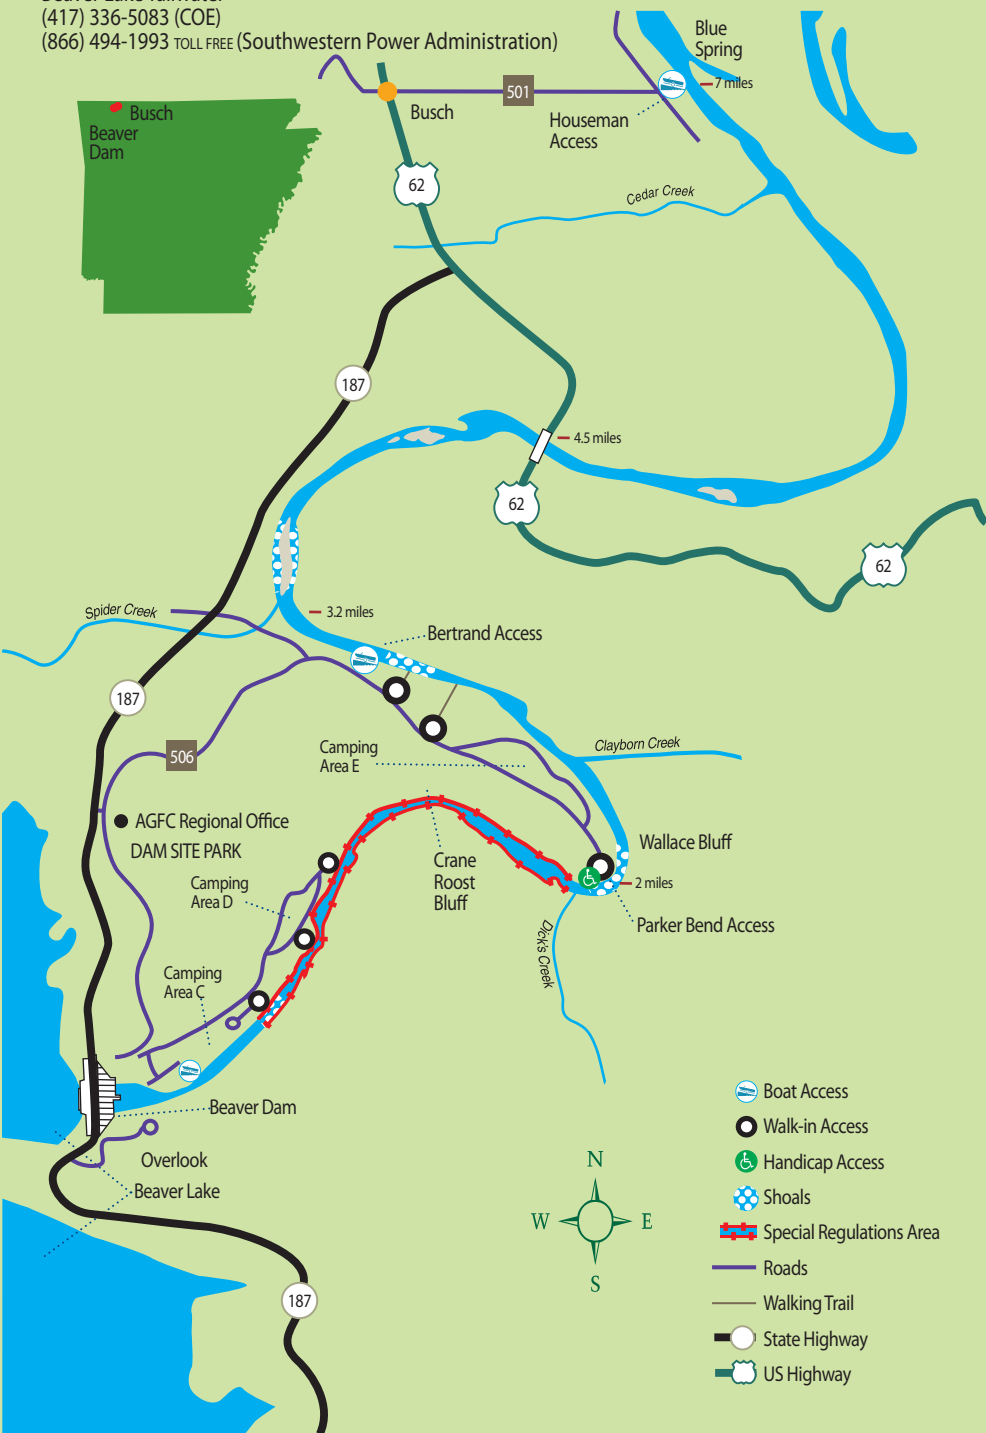 (417) 336-5083 (COE)
(866) 494-1993 TOLL FREE (Southwestern Power Administration)
Blue
Spring
7 miles
501
Busch
Houseman
Access
Busch
Beaver
Dam
62
Cedar Creek
187
4.5 miles
62
62
Spider Creek
3.2 miles
Bertrand Access
187
506
Camping
Area E
Clayborn Creek
AGFC Regional Office
DAM SITE PARK
Wallace Bluff
Crane
Roost
Bluff
Camping
Area D
2 miles
Parker Bend Access
Dick's Creek
Camping
Area C
Beaver Dam
Overlook
Beaver Lake
187
N
W
E
S
Boat Access
Walk-in Access
Handicap Access
Shoals
Special Regulations Area
Roads
Walking Trail
State Highway
US Highway